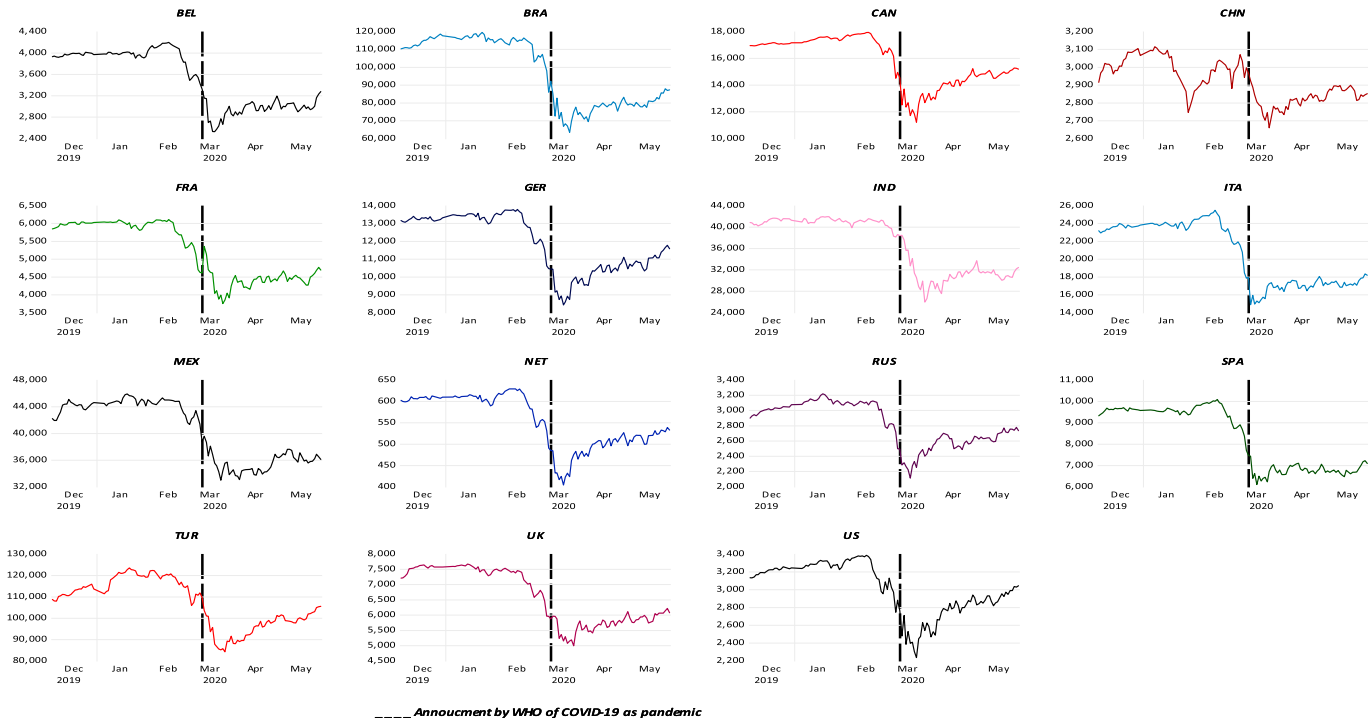 BEL BRA CAN CHN
4,400 120,000 18,000 3,200
4,000 110,000 16,000 3,100
3,600 100,000 14,000 3,000
3,200 90,000 12,000 2,900
2,800 80,000 10,000 2,800
2,400 70,000 2,700
60,000 2,600
Dec Jan Feb Mar Apr May Dec Jan Feb Mar Apr May Dec Jan Feb Mar Apr May Dec Jan Feb Mar Apr May
2019 2020 2019 2020 2019 2020 2019 2020
FRA GER IND ITA
6,500 14,000 44,000 26,000
6,000 13,000 40,000 24,000
5,500 12,000 36,000 22,000
5,000 11,000 32,000 20,000
4,500 10,000 28,000 18,000
4,000 9,000 24,000 16,000
3,500 8,000 14,000
Dec Jan Feb Mar Apr May Dec Jan Feb Mar Apr May Dec Jan Feb Mar Apr May Dec Jan Feb Mar Apr May
2019 2020 2019 2020 2019 2020 2019 2020
MEX NET RUS SPA
48,000 650 3,400 11,000
44,000 600 3,200 10,000
40,000 550 3,000 9,000
36,000 500 2,800 8,000
32,000 450 2,600 7,000
400 2,400 6,000
2,200
2,000
Dec Jan Feb Mar Apr May Dec Jan Feb Mar Apr May Dec Jan Feb Mar Apr May Dec Jan Feb Mar Apr May
2019 2020 2019 2020 2019 2020 2019 2020
TUR UK US
130,000 8,000 3,400
120,000 7,500 3,200
110,000 7,000 3,000
100,000 6,500 2,800
90,000 6,000 2,600
80,000 5,500 2,400
5,000 2,200
4,500
Dec Jan Feb Mar Apr May Dec Jan Feb Mar Apr May Dec Jan Feb Mar Apr May
2019 2020 2019 2020 2019 2020
____ Annoucment by WHO of COVID-19 as pandemic